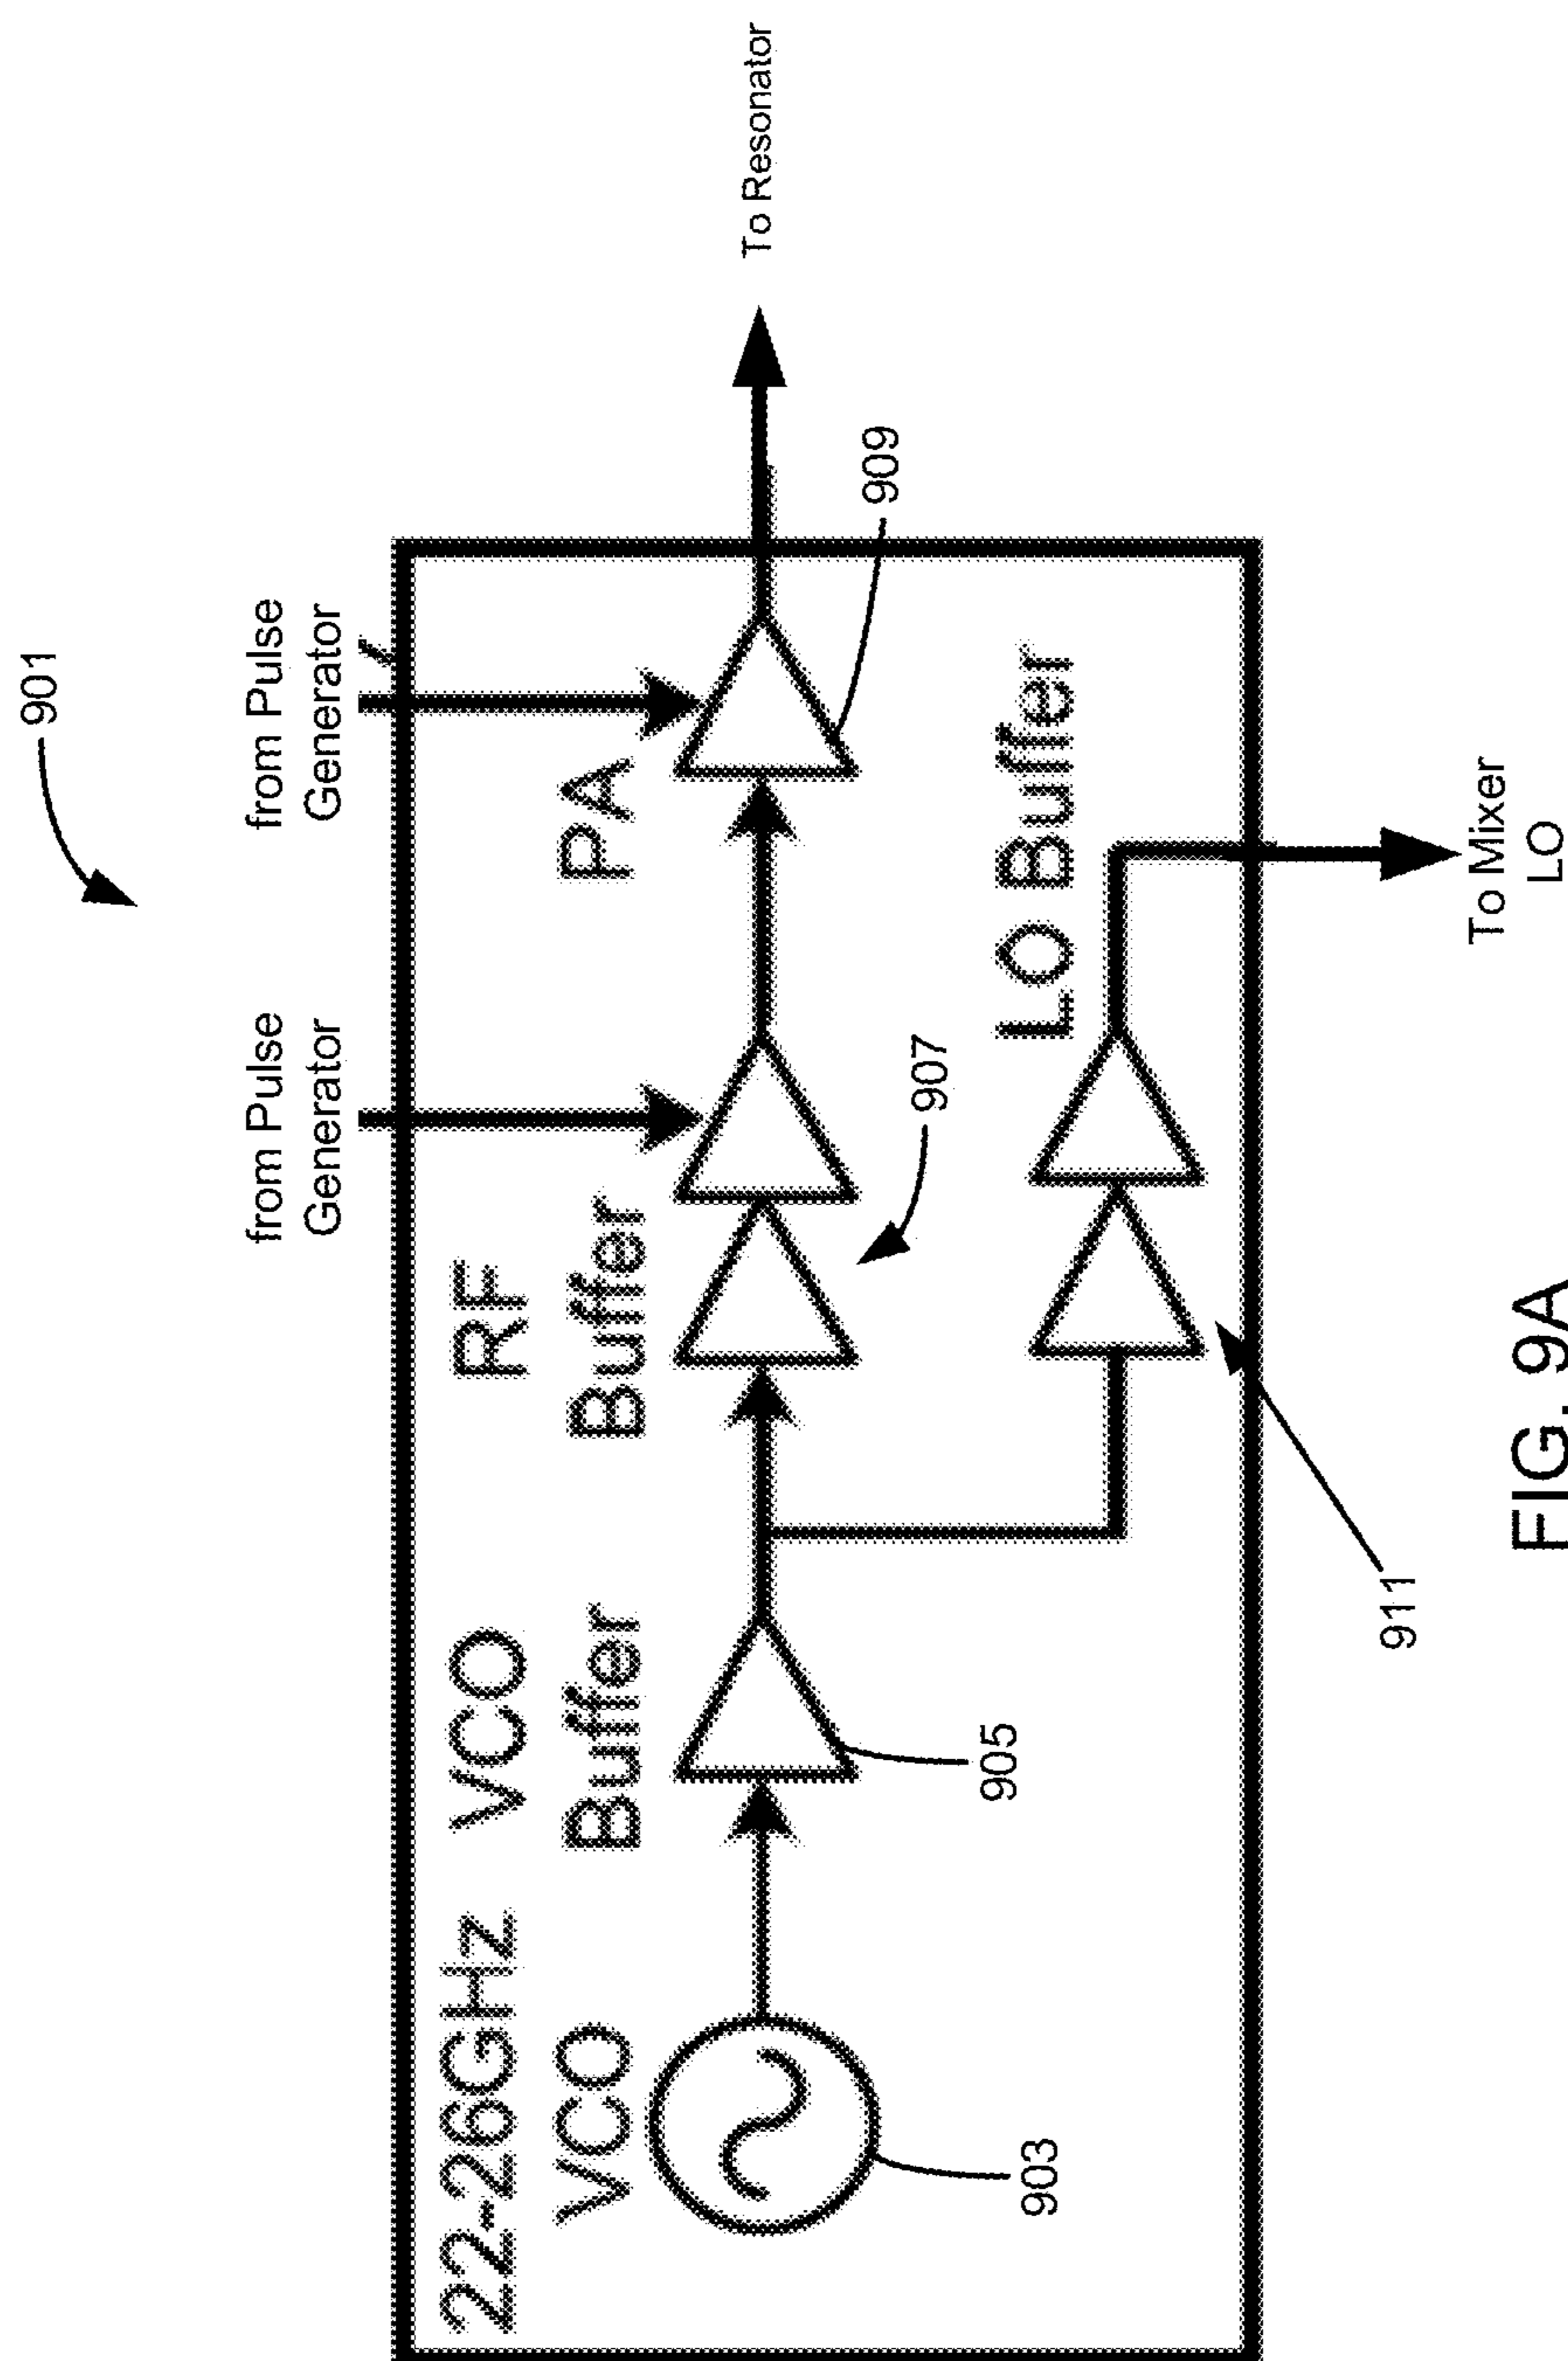 901
from Pulse
Generator
from Pulse
Generator
22-26GHz
VCO
VCO
Buffer
RF
Buffer
PA
To Resonator
903
905
907
909
LO Buffer
911
To Mixer
LO
FIG. 9A